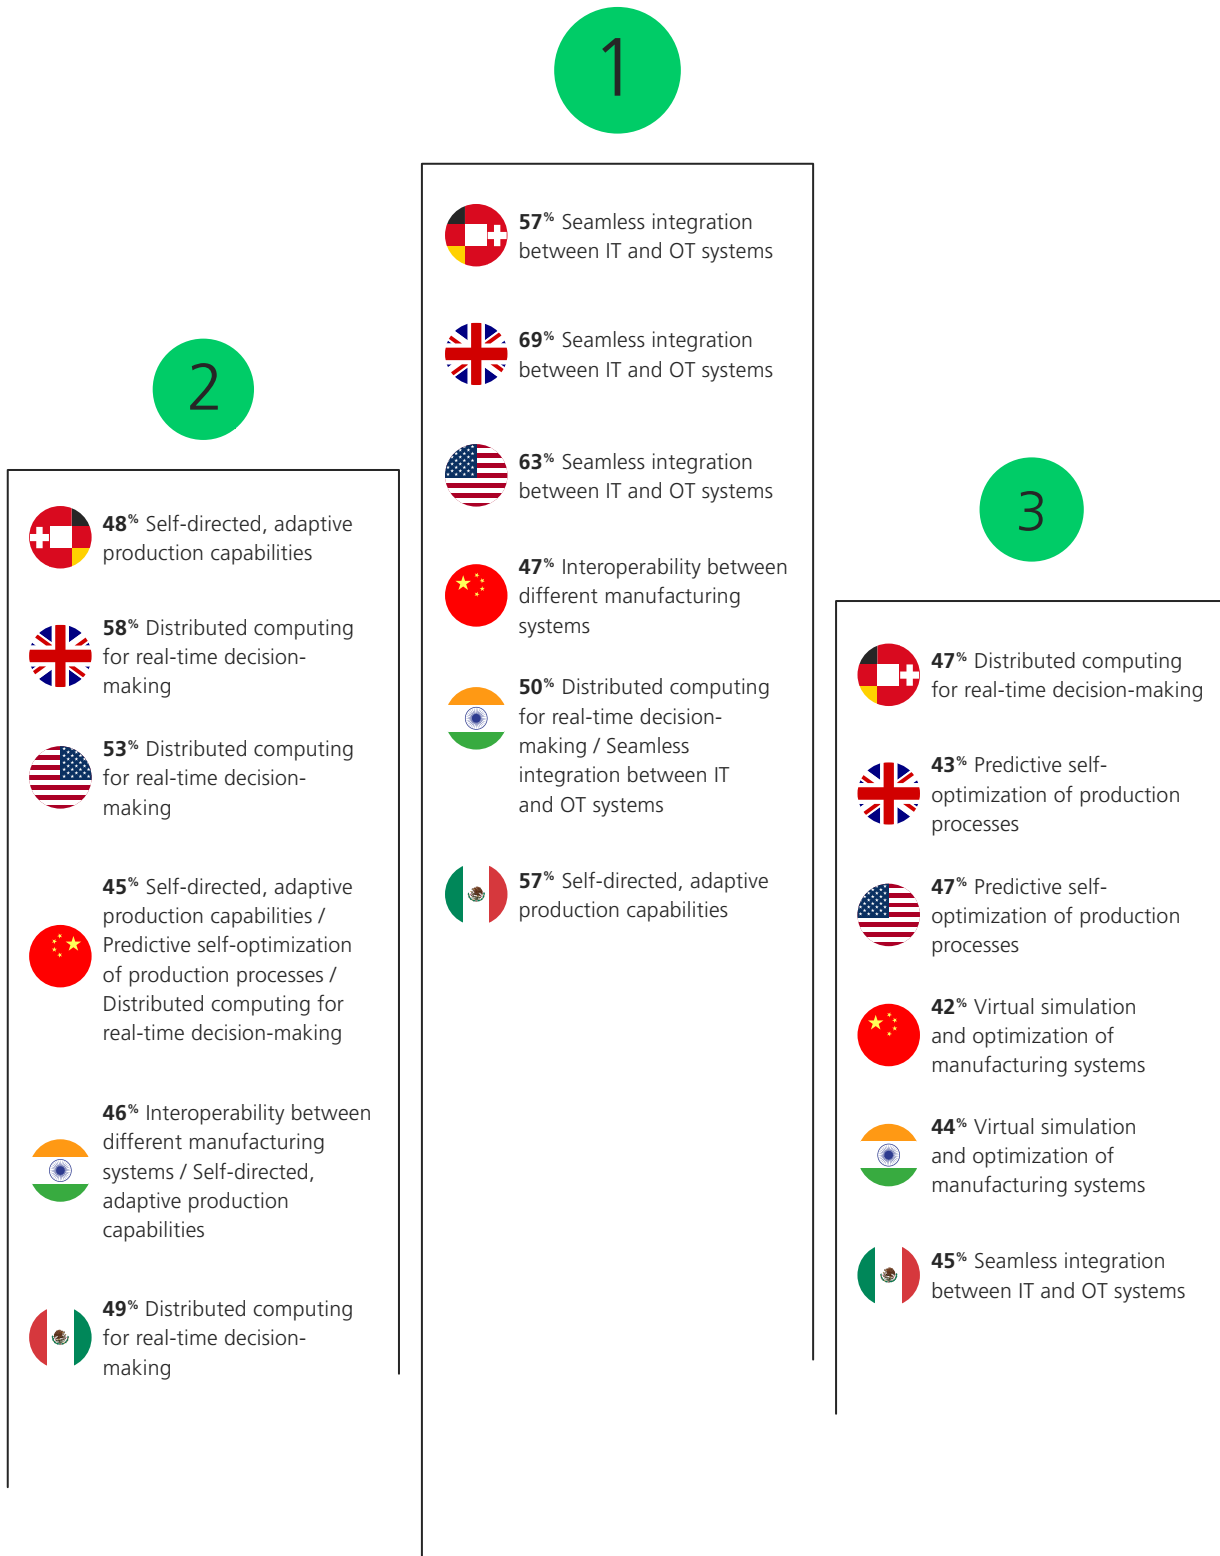 1
57% Seamless integration
between IT and OT systems
69% Seamless integration
between IT and OT systems
63% Seamless integration
between IT and OT systems
47% Interoperability between
different manufacturing
systems
50% Distributed computing
for real-time decision-
making / Seamless
integration between IT
and OT systems
57% Self-directed, adaptive
production capabilities
2
48% Self-directed, adaptive
production capabilities
58% Distributed computing
for real-time decision-
making
53% Distributed computing
for real-time decision-
making
45% Self-directed, adaptive
production capabilities /
Predictive self-optimization
of production processes /
Distributed computing for
real-time decision-making
46% Interoperability between
different manufacturing
systems / Self-directed,
adaptive production
capabilities
49% Distributed computing
for real-time decision-
making
3
47% Distributed computing
for real-time decision-making
43% Predictive self-
optimization of production
processes
47% Predictive self-
optimization of production
processes
42% Virtual simulation
and optimization of
manufacturing systems
44% Virtual simulation
and optimization of
manufacturing systems
45% Seamless integration
between IT and OT systems